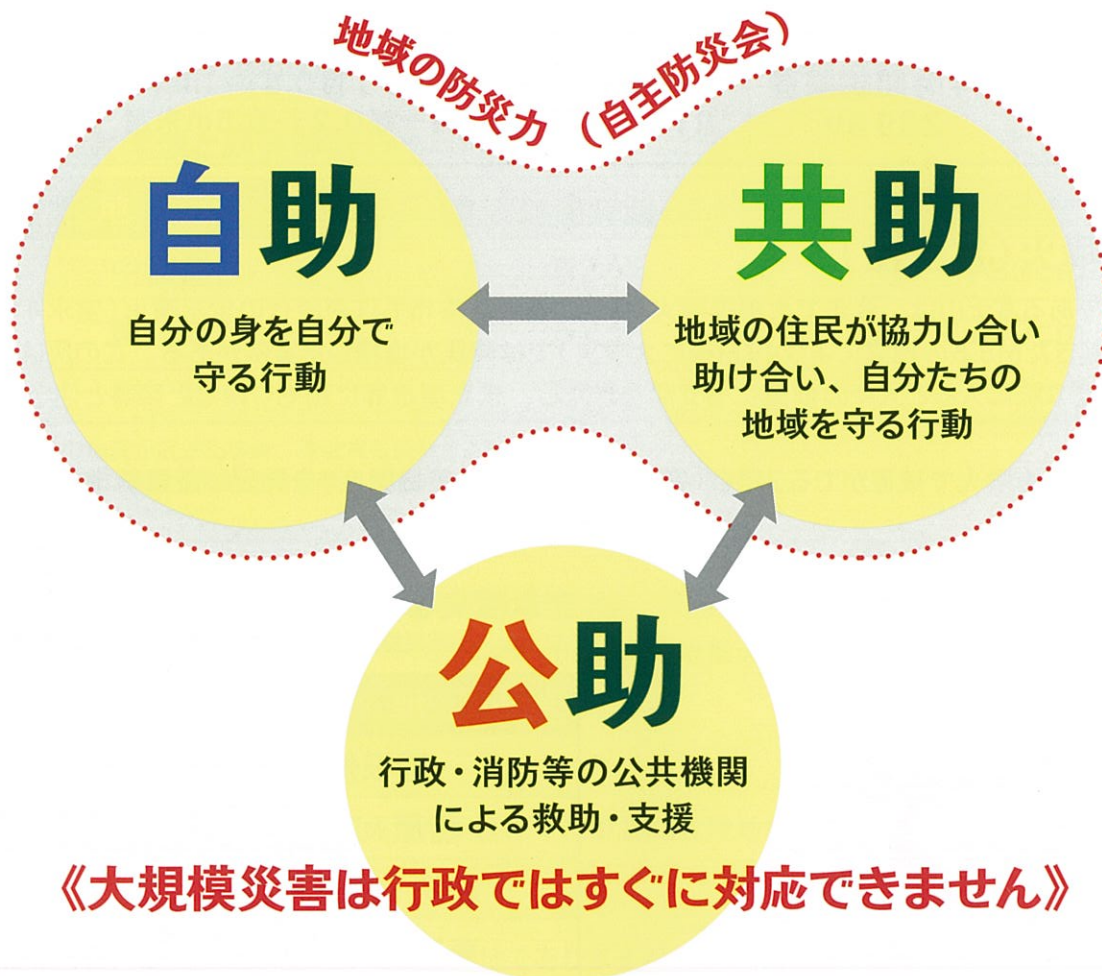 地域の防災力 (自主防災会)
自助
自分の身を自分で
守る行動
共助
地域の住民が協力し合い
助け合い、自分たちの
地域を守る行動
公助
行政・消防等の公共機関
による救助・支援
《大規模災害は行政ではすぐに対応できません》